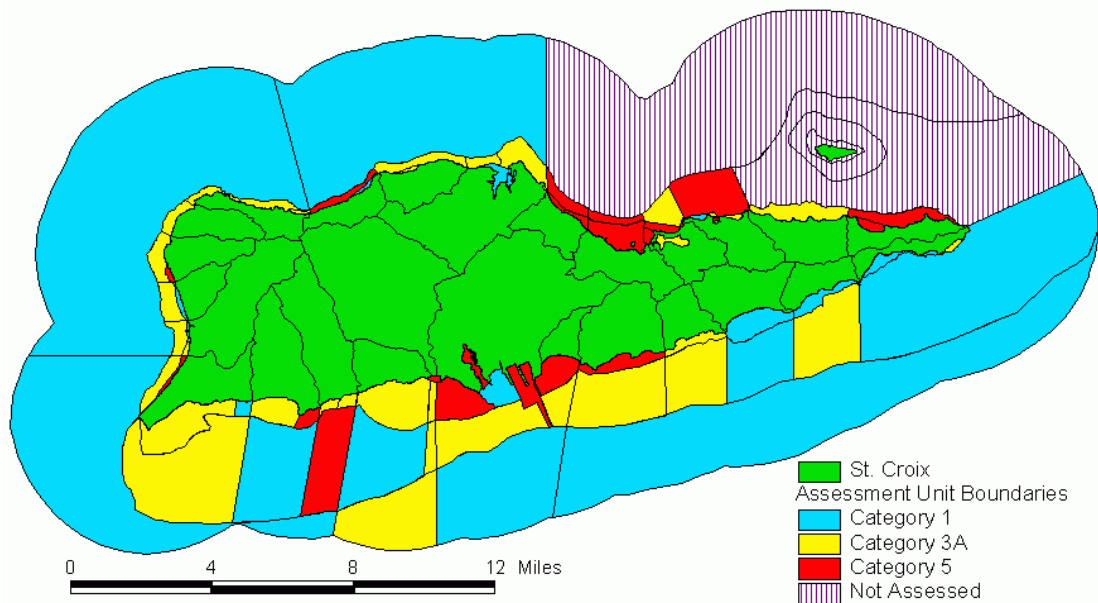 St. Croix
Assessment Unit Boundaries
Category 1
Category 3A
Category 5
Not Assessed
0 4 8 12 Miles